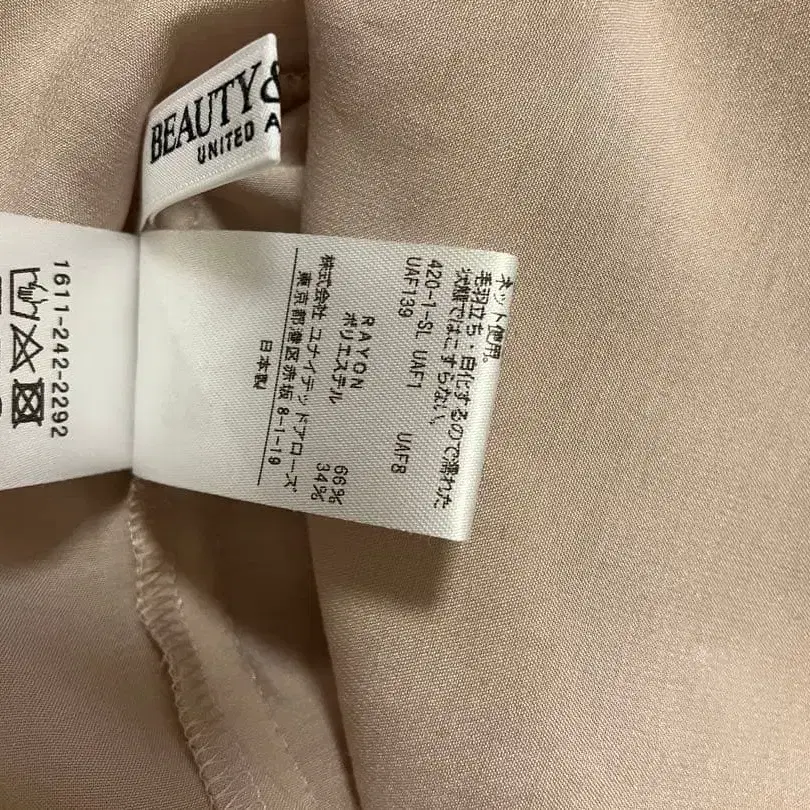 BEAUTY&
UNITED A
1611-242-2292
ネット使用。
毛羽立ち・白化するので濡れた
状態ではこすらない。
420-1-SL UAF1 UAF8
UAF139
RAYON 66%
ポリエステル 34%
株式会社 ユナイテッドアローズ
東京都港区赤坂 8-1-19
日本製